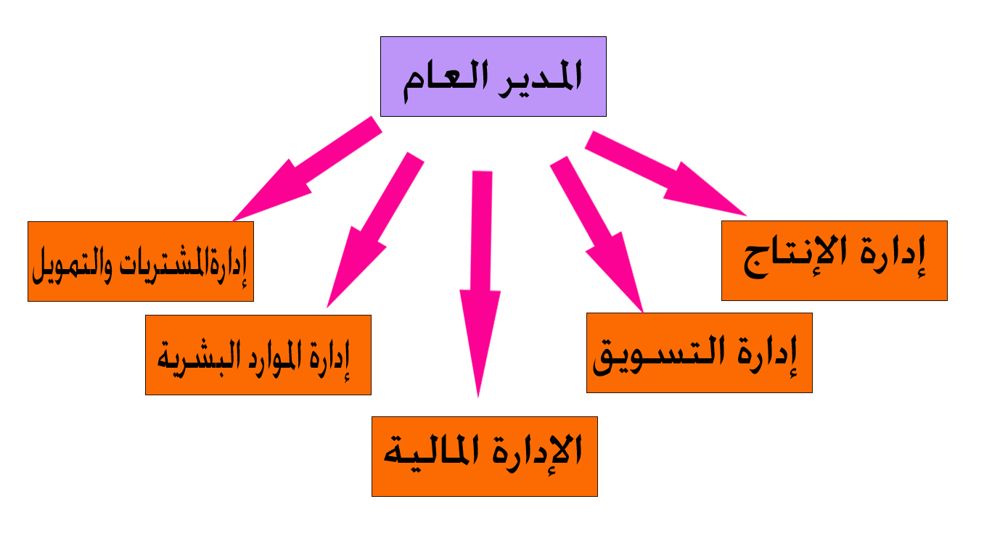 المدير العام
إدارة الإنتاج
إدارة التسويق
الإدارة المالية
إدارة الموارد البشرية
إدارةالمشتريات والتمويل